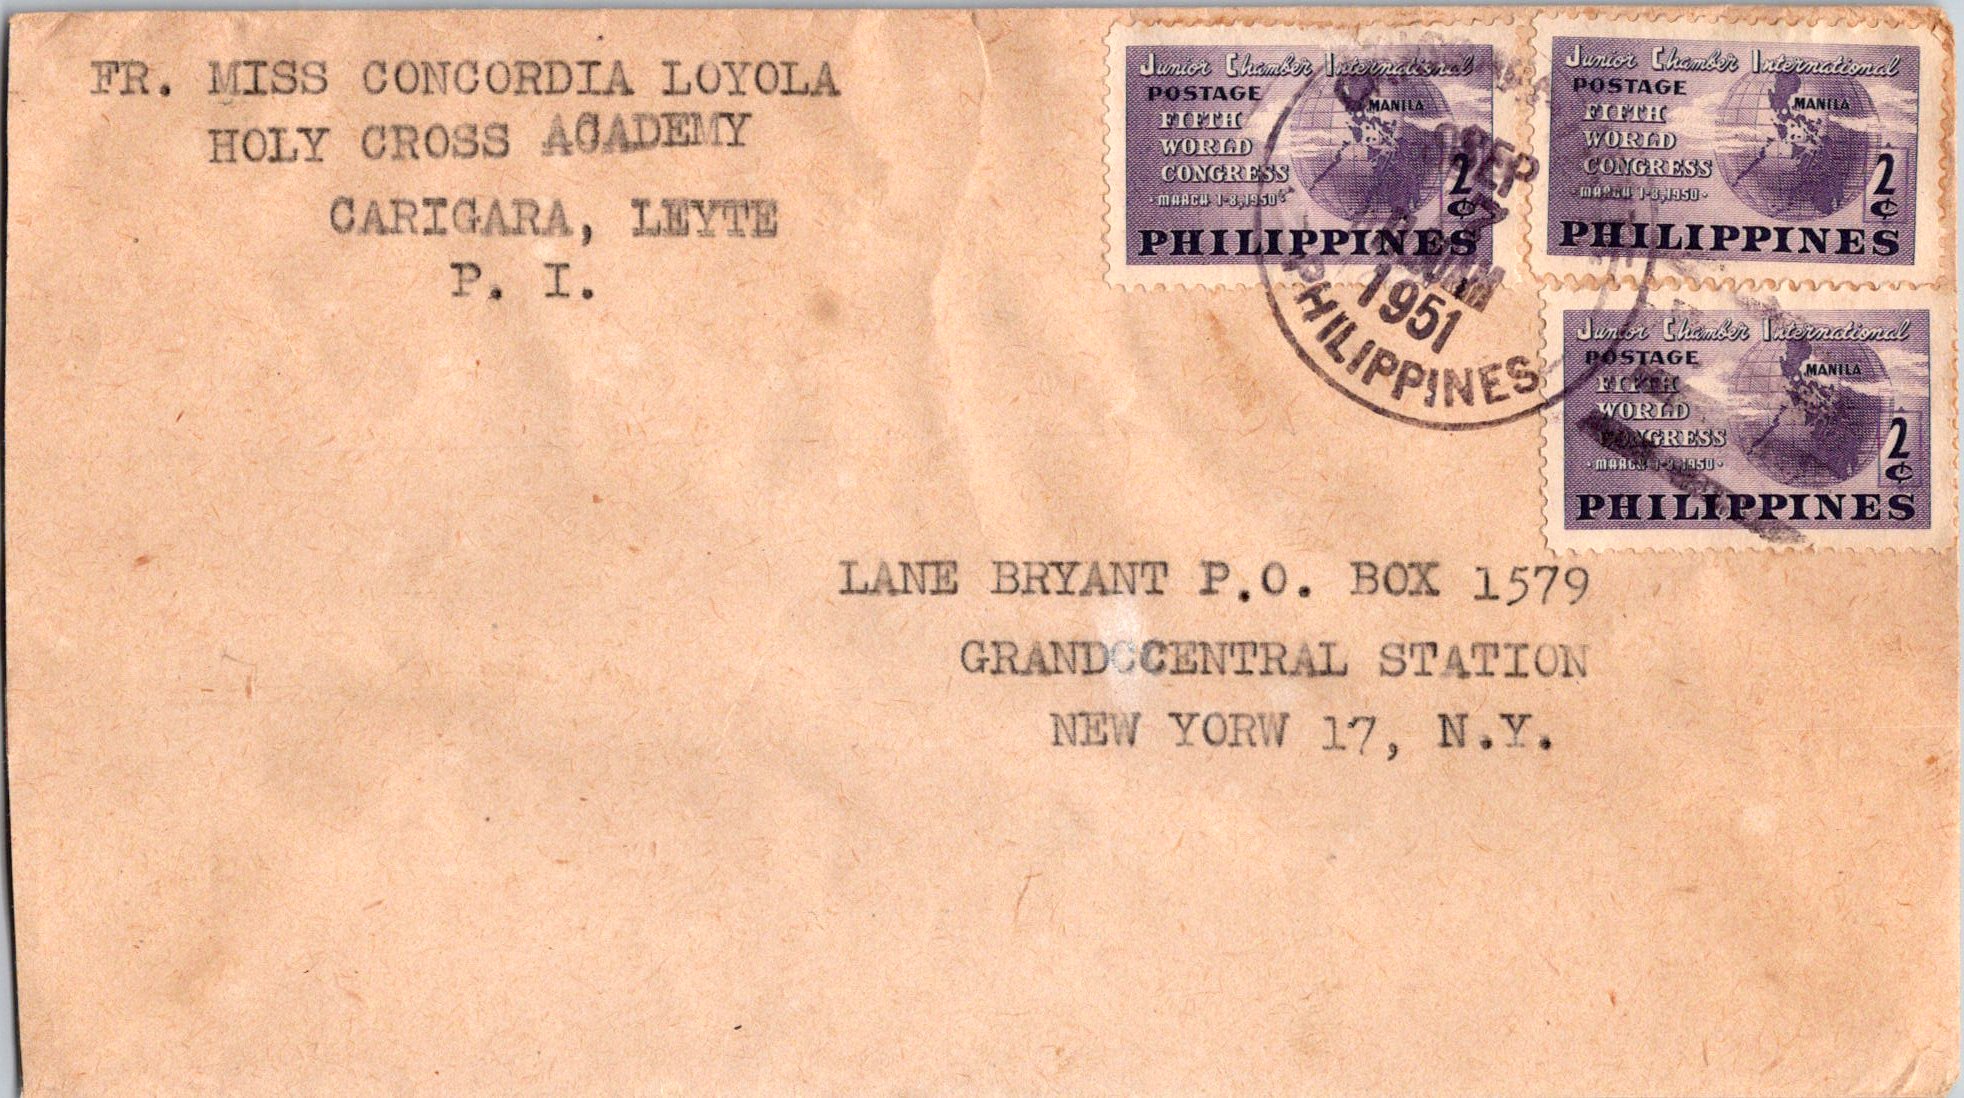 FR. MISS CONCORDIA LOYOLA
HOLY CROSS ACADEMY
CARIGARA, LEYTE
P. I.
Junior Chamber International
POSTAGE
FIFTH
WORLD
CONGRESS
MARCH 1-8, 1950
MANILA
2
¢
PHILIPPINES
Junior Chamber International
POSTAGE
FIFTH
WORLD
CONGRESS
MARCH 1-8, 1950
MANILA
2
¢
PHILIPPINES
Junior Chamber International
POSTAGE
FIFTH
WORLD
CONGRESS
MARCH 1-8, 1950
MANILA
2
¢
PHILIPPINES
SEP
1951
PHILIPPINES
LANE BRYANT P.O. BOX 1579
GRANDCCENTRAL STATION
NEW YORW 17, N.Y.